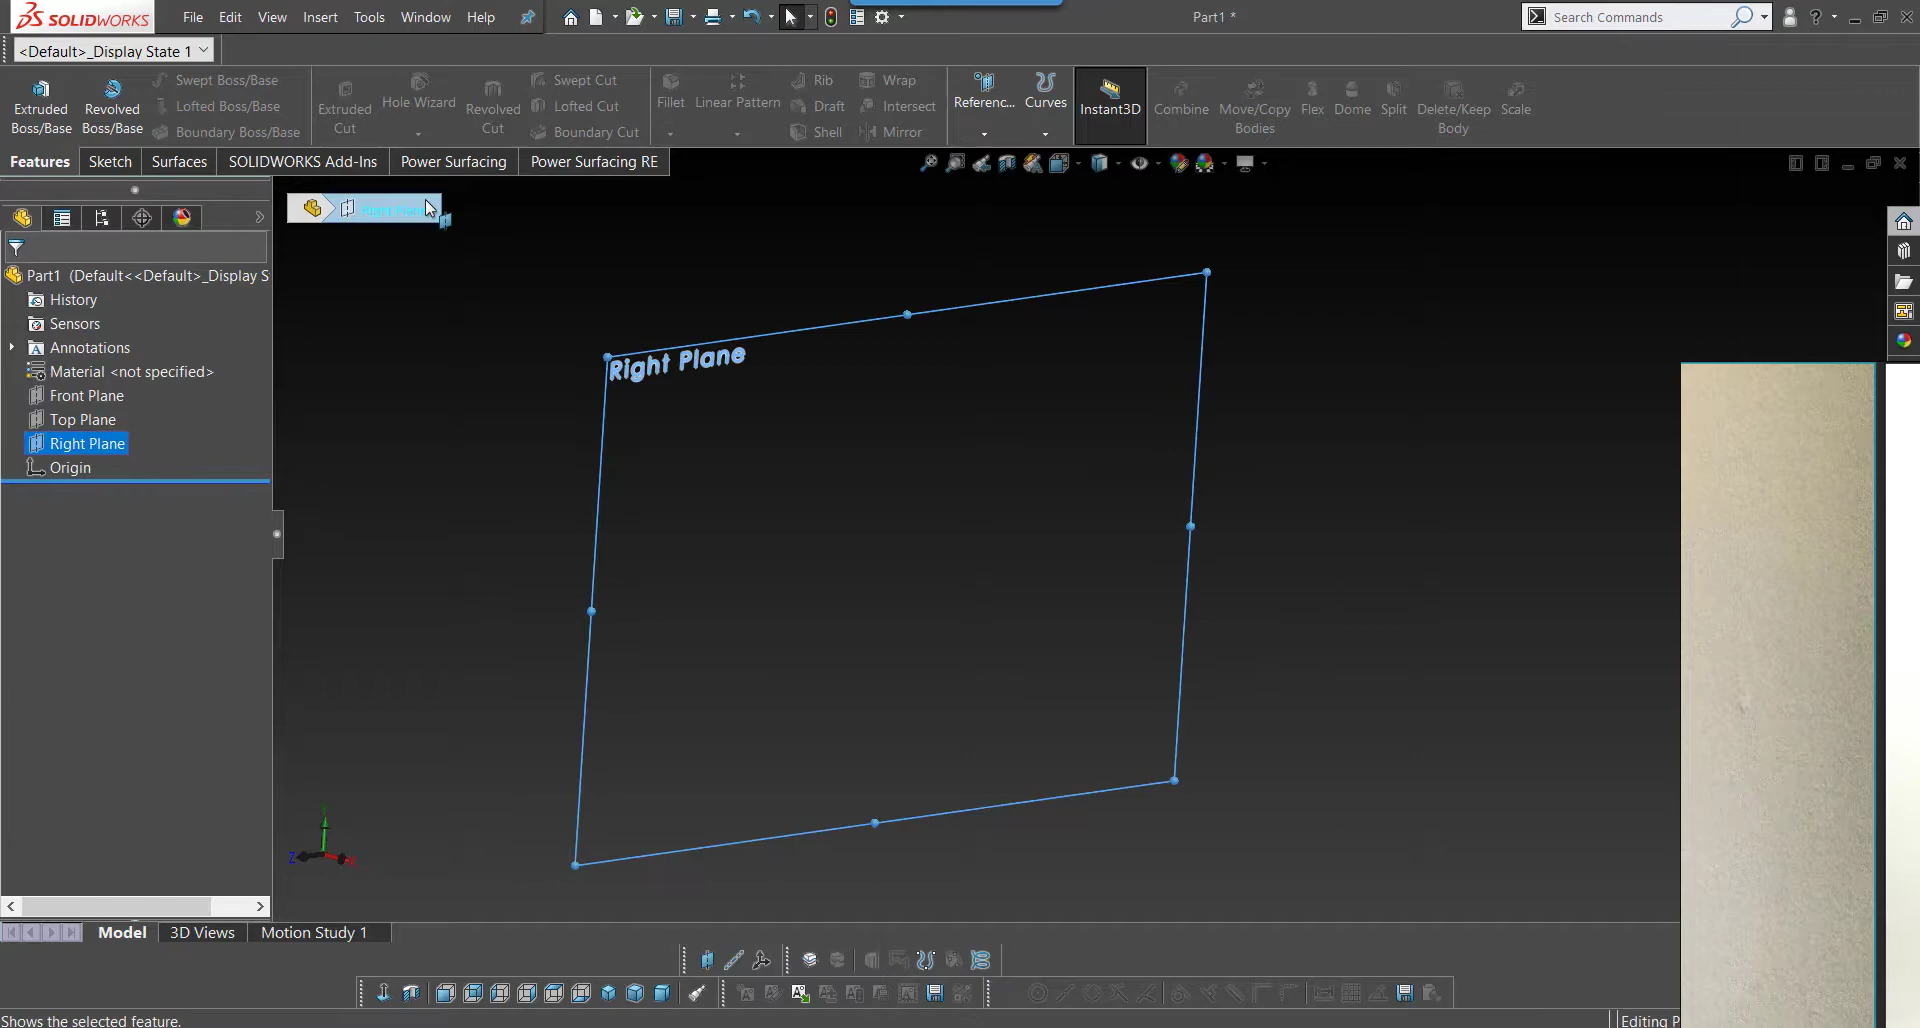 SOLIDWORKS File Edit View Insert Tools Window Help Part1 * Search Commands
<Default>_Display State 1
Extruded Boss/Base
Revolved Boss/Base
Swept Boss/Base
Lofted Boss/Base
Boundary Boss/Base
Extruded Cut
Hole Wizard
Revolved Cut
Swept Cut
Lofted Cut
Boundary Cut
Fillet
Linear Pattern
Rib
Draft
Shell
Wrap
Intersect
Mirror
Referenc...
Curves
Instant3D
Combine
Move/Copy Bodies
Flex
Dome
Split
Delete/Keep Body
Scale
Features Sketch Surfaces SOLIDWORKS Add-Ins Power Surfacing Power Surfacing RE
Right Plane
Part1 (Default<<Default>_Display S
History
Sensors
Annotations
Material <not specified>
Front Plane
Top Plane
Right Plane
Origin
Right Plane
Z
X
Model 3D Views Motion Study 1
Shows the selected feature. Editing P